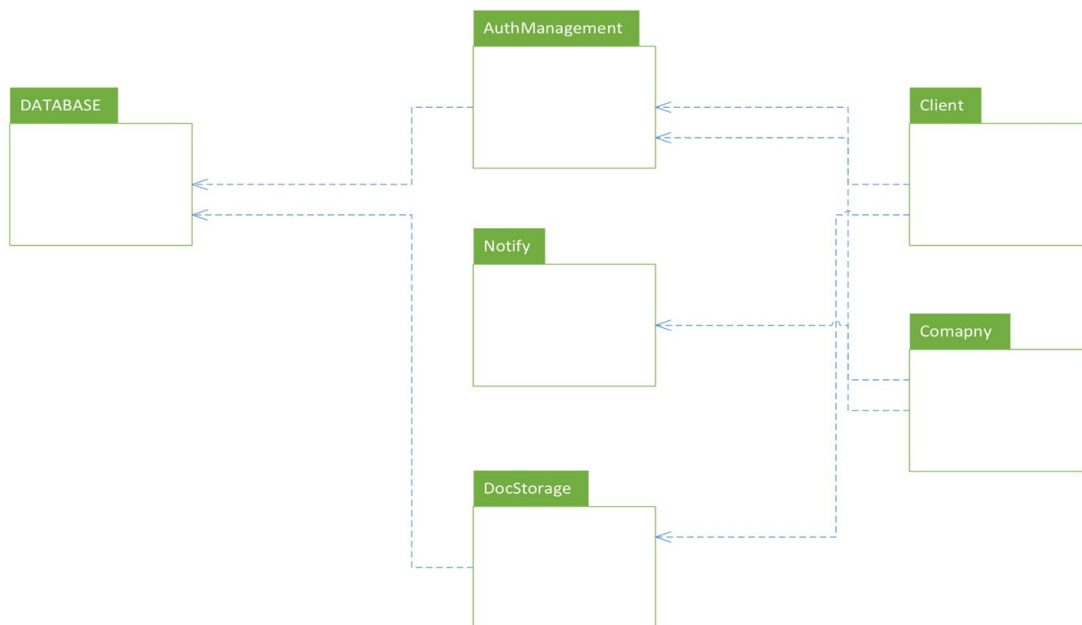 AuthManagement
DATABASE
Client
Notify
Comapny
DocStorage